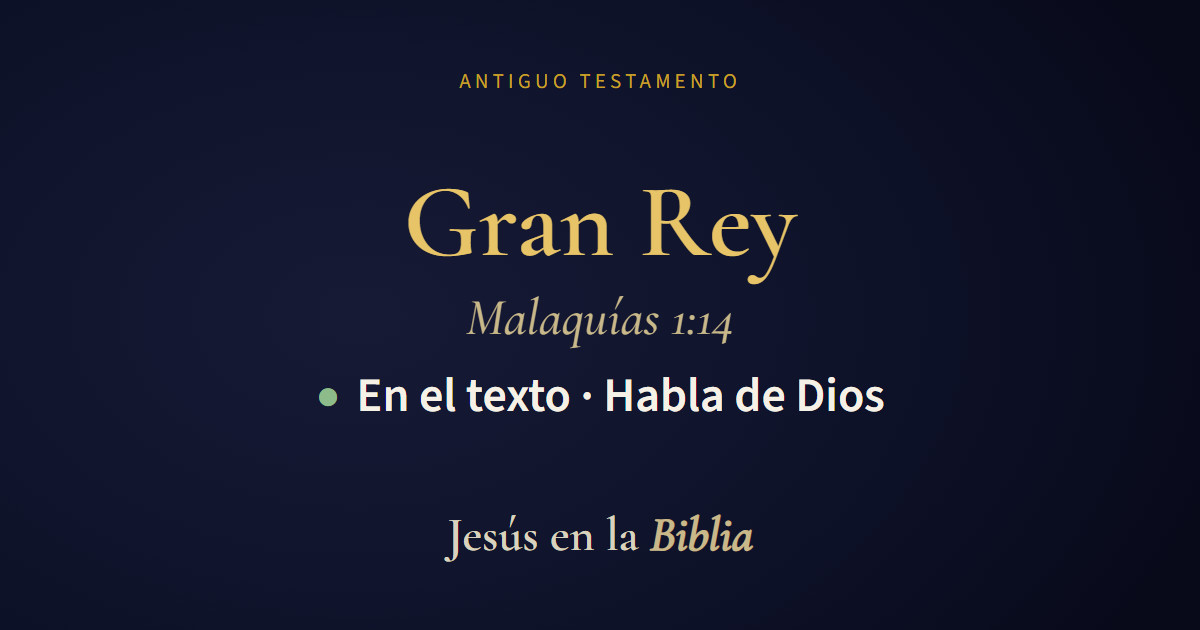 ANTIGUO TESTAMENTO
Gran Rey
Malaquías 1:14
En el texto · Habla de Dios
Jesús en la Biblia